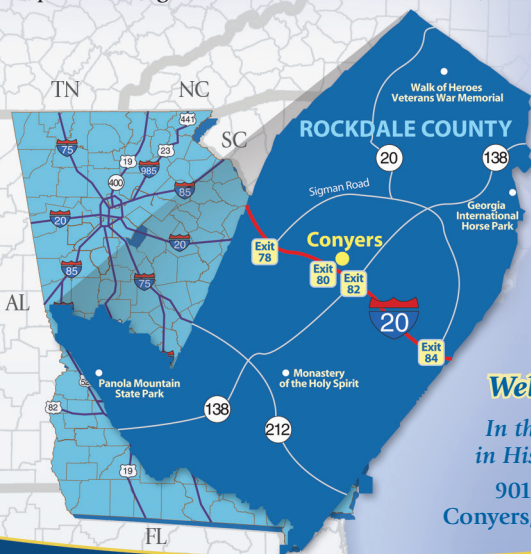 TN
NC
SC
AL
FL
441
75
19
23
985
400
85
20
20
85
75
82
19
Walk of Heroes
Veterans War Memorial
ROCKDALE COUNTY
20
138
Sigman Road
Georgia
International
Horse Park
Conyers
Exit
78
Exit
80
Exit
82
20
Exit
84
Panola Mountain
State Park
Monastery
of the Holy Spirit
138
212
In th
in His
901
Conyers,